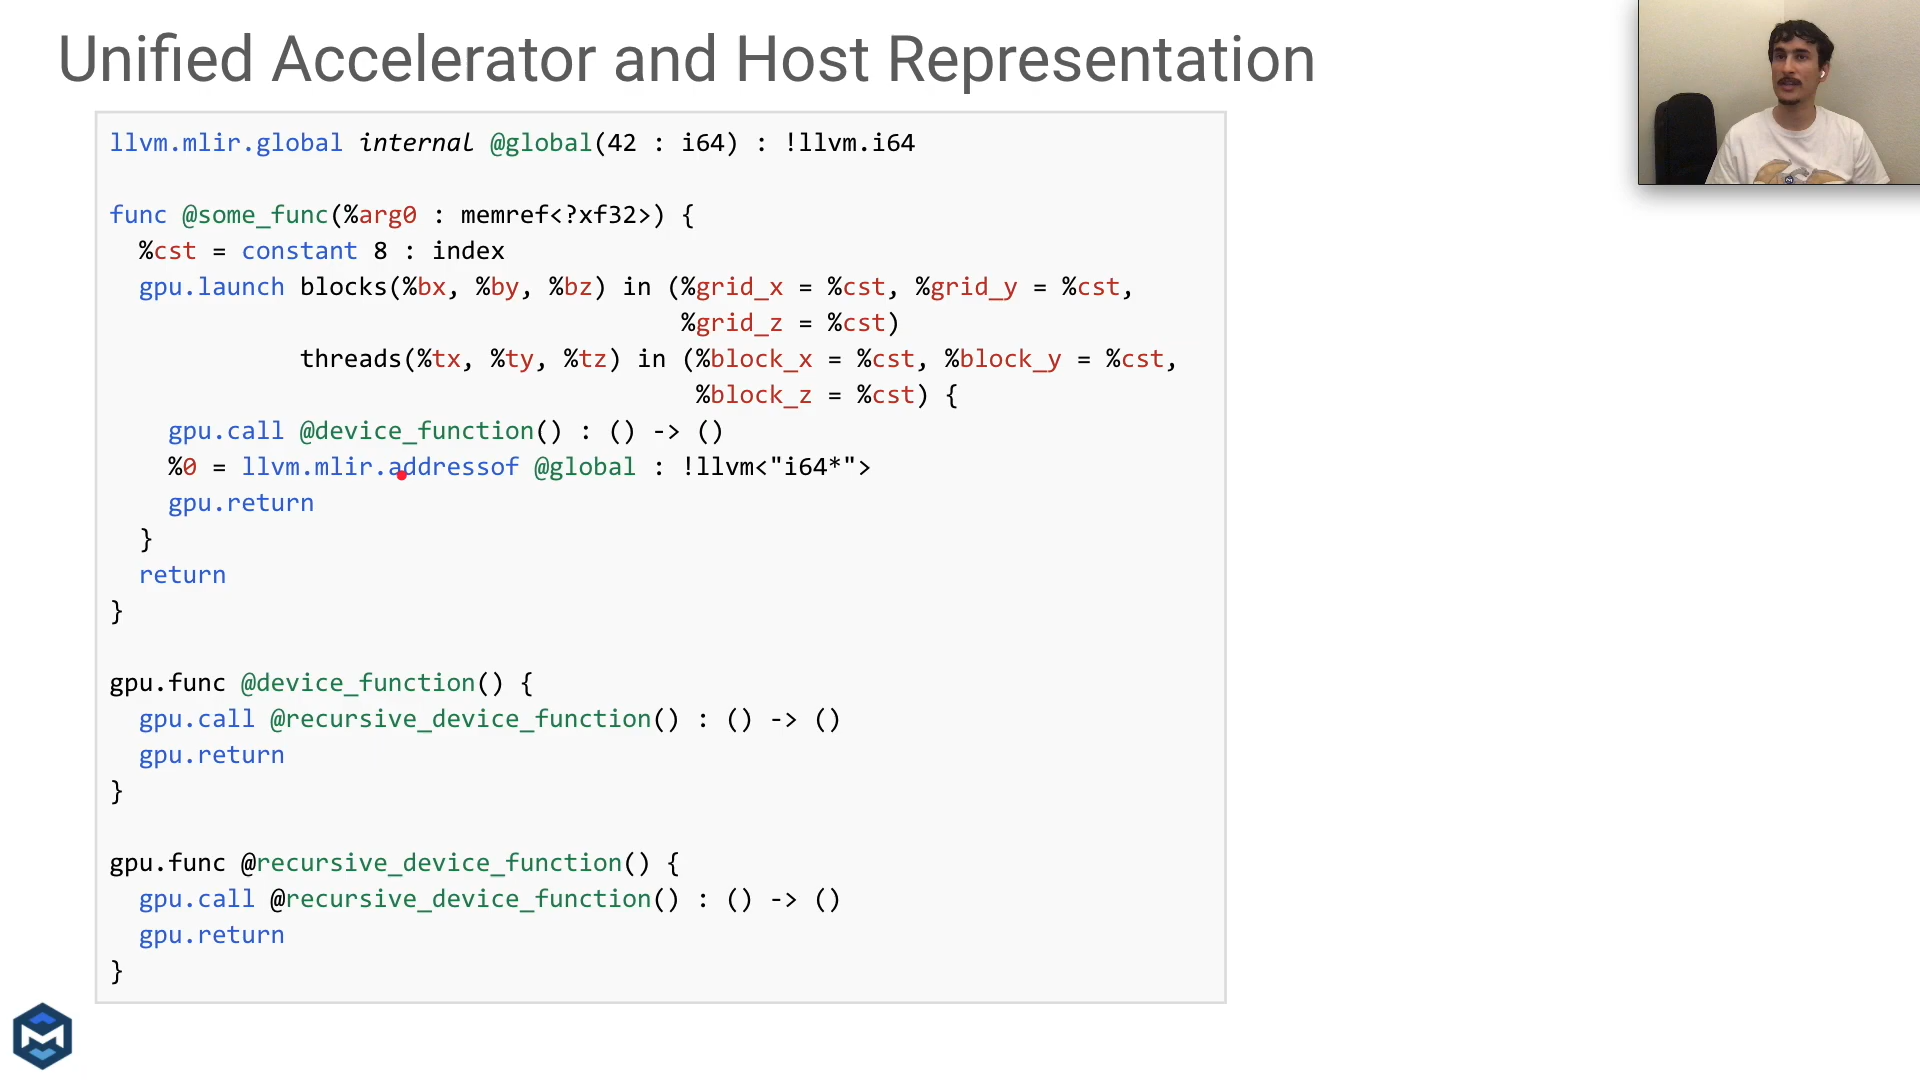 Unified Accelerator and Host Representation
llvm.mlir.global internal @global(42 : i64) : !llvm.i64
func @some_func(%arg0 : memref<?xf32>) {
%cst = constant 8 : index
gpu.launch blocks(%bx, %by, %bz) in (%grid_x = %cst, %grid_y = %cst,
%grid_z = %cst)
threads(%tx, %ty, %tz) in (%block_x = %cst, %block_y = %cst,
%block_z = %cst) {
gpu.call @device_function() : () -> ()
%0 = llvm.mlir.addressof @global : !llvm<"i64*">
gpu.return
}
return
}
gpu.func @device_function() {
gpu.call @recursive_device_function() : () -> ()
gpu.return
}
gpu.func @recursive_device_function() {
gpu.call @recursive_device_function() : () -> ()
gpu.return
}